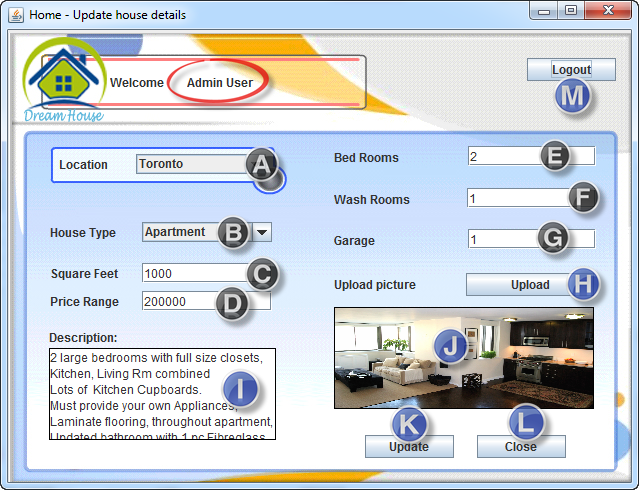 Home - Update house details
Welcome Admin User
Logout
M
Dream House
Location Toronto A
Bed Rooms 2 E
Wash Rooms 1 F
House Type Apartment B
Garage 1 G
Square Feet 1000 C
Upload picture Upload H
Price Range 200000 D
Description:
2 large bedrooms with full size closets,
Kitchen, Living Rm combined
Lots of Kitchen Cupboards.
Must provide your own Appliances,
Laminate flooring, throughout apartment,
Updated bathroom with 1 pc Fibreglass
I
J
K
L
Update
Close